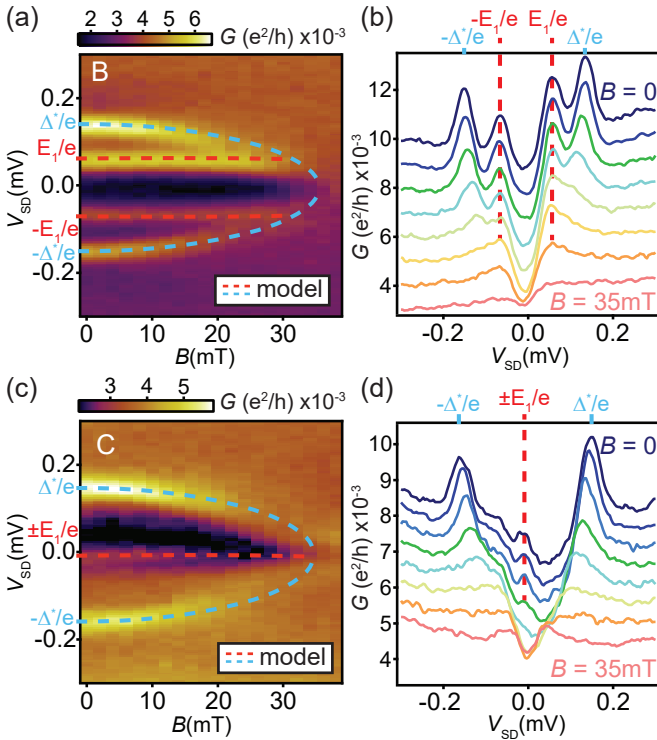 (a)
2 3 4 5 6 G (e²/h) x10⁻³
B
V_SD(mV)
0.2
Δ*/e
E₁/e
0.0
-E₁/e
-Δ*/e
-0.2
model
0 10 20 30
B(mT)
(b)
-E₁/e E₁/e
-Δ*/e Δ*/e
G (e²/h) x10⁻³
12
10
8
6
4
B = 0
B = 35mT
-0.2 0.0 0.2
V_SD(mV)
(c)
3 4 5 G (e²/h) x10⁻³
C
V_SD(mV)
0.2
Δ*/e
±E₁/e
0.0
-Δ*/e
-0.2
model
0 10 20 30
B(mT)
(d)
±E₁/e
-Δ*/e Δ*/e
G (e²/h) x10⁻³
10
9
8
7
6
5
4
B = 0
B = 35mT
-0.2 0.0 0.2
V_SD(mV)